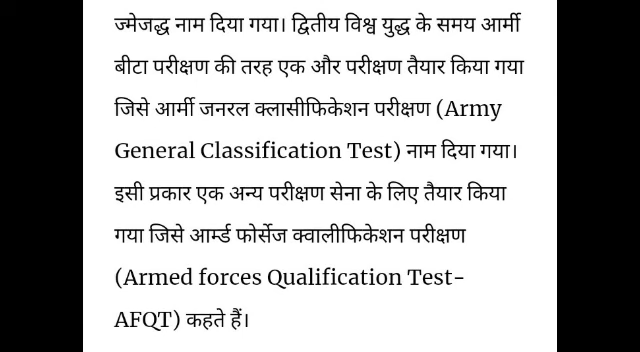 ज्मेजद्ध नाम दिया गया। द्वितीय विश्व युद्ध के समय आर्मी
बीटा परीक्षण की तरह एक और परीक्षण तैयार किया गया
जिसे आर्मी जनरल क्लासीफिकेशन परीक्षण (Army
General Classification Test) नाम दिया गया।
इसी प्रकार एक अन्य परीक्षण सेना के लिए तैयार किया
गया जिसे आर्म्ड फोर्सेज क्वालीफिकेशन परीक्षण
(Armed forces Qualification Test-
AFQT) कहते हैं।